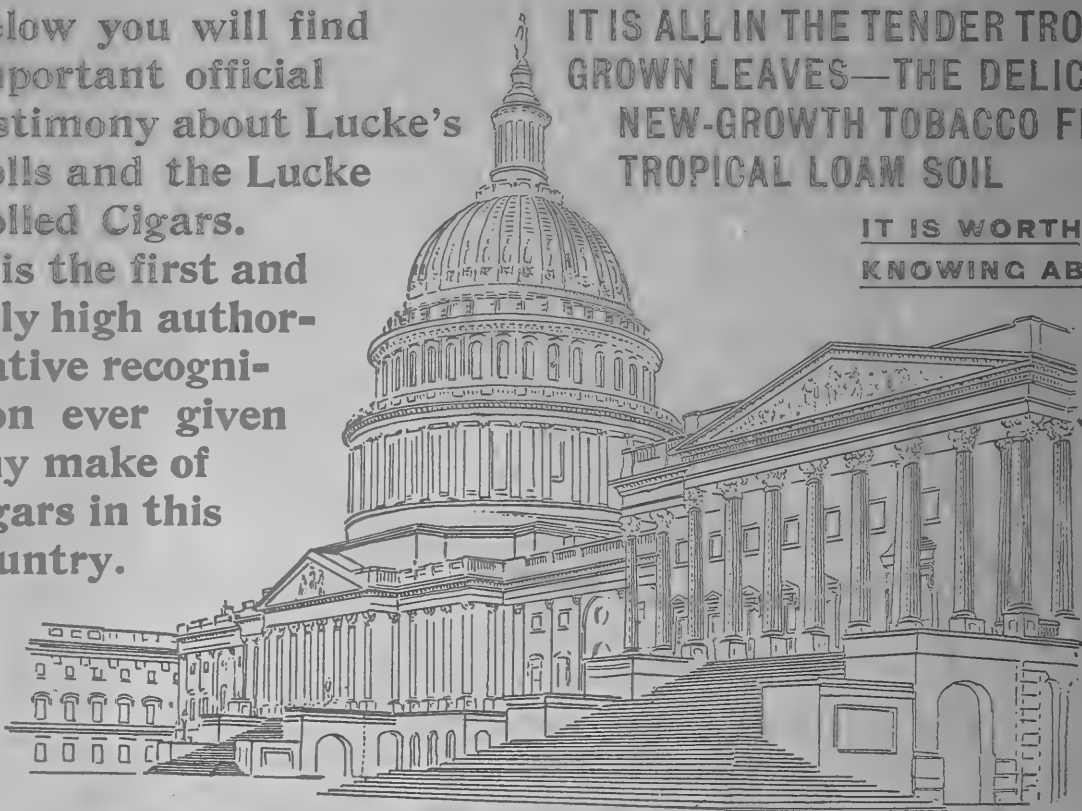 elow you will find
portant official
stimony about Lucke's
olls and the Lucke
olled Cigars.
is the first and
ly high author-
ative recogni-
on ever given
ny make of
gars in this
untry.
IT IS ALL IN THE TENDER TRO
GROWN LEAVES—THE DELIC
NEW-GROWTH TOBACCO F
TROPICAL LOAM SOIL
IT IS WORTH
KNOWING AB